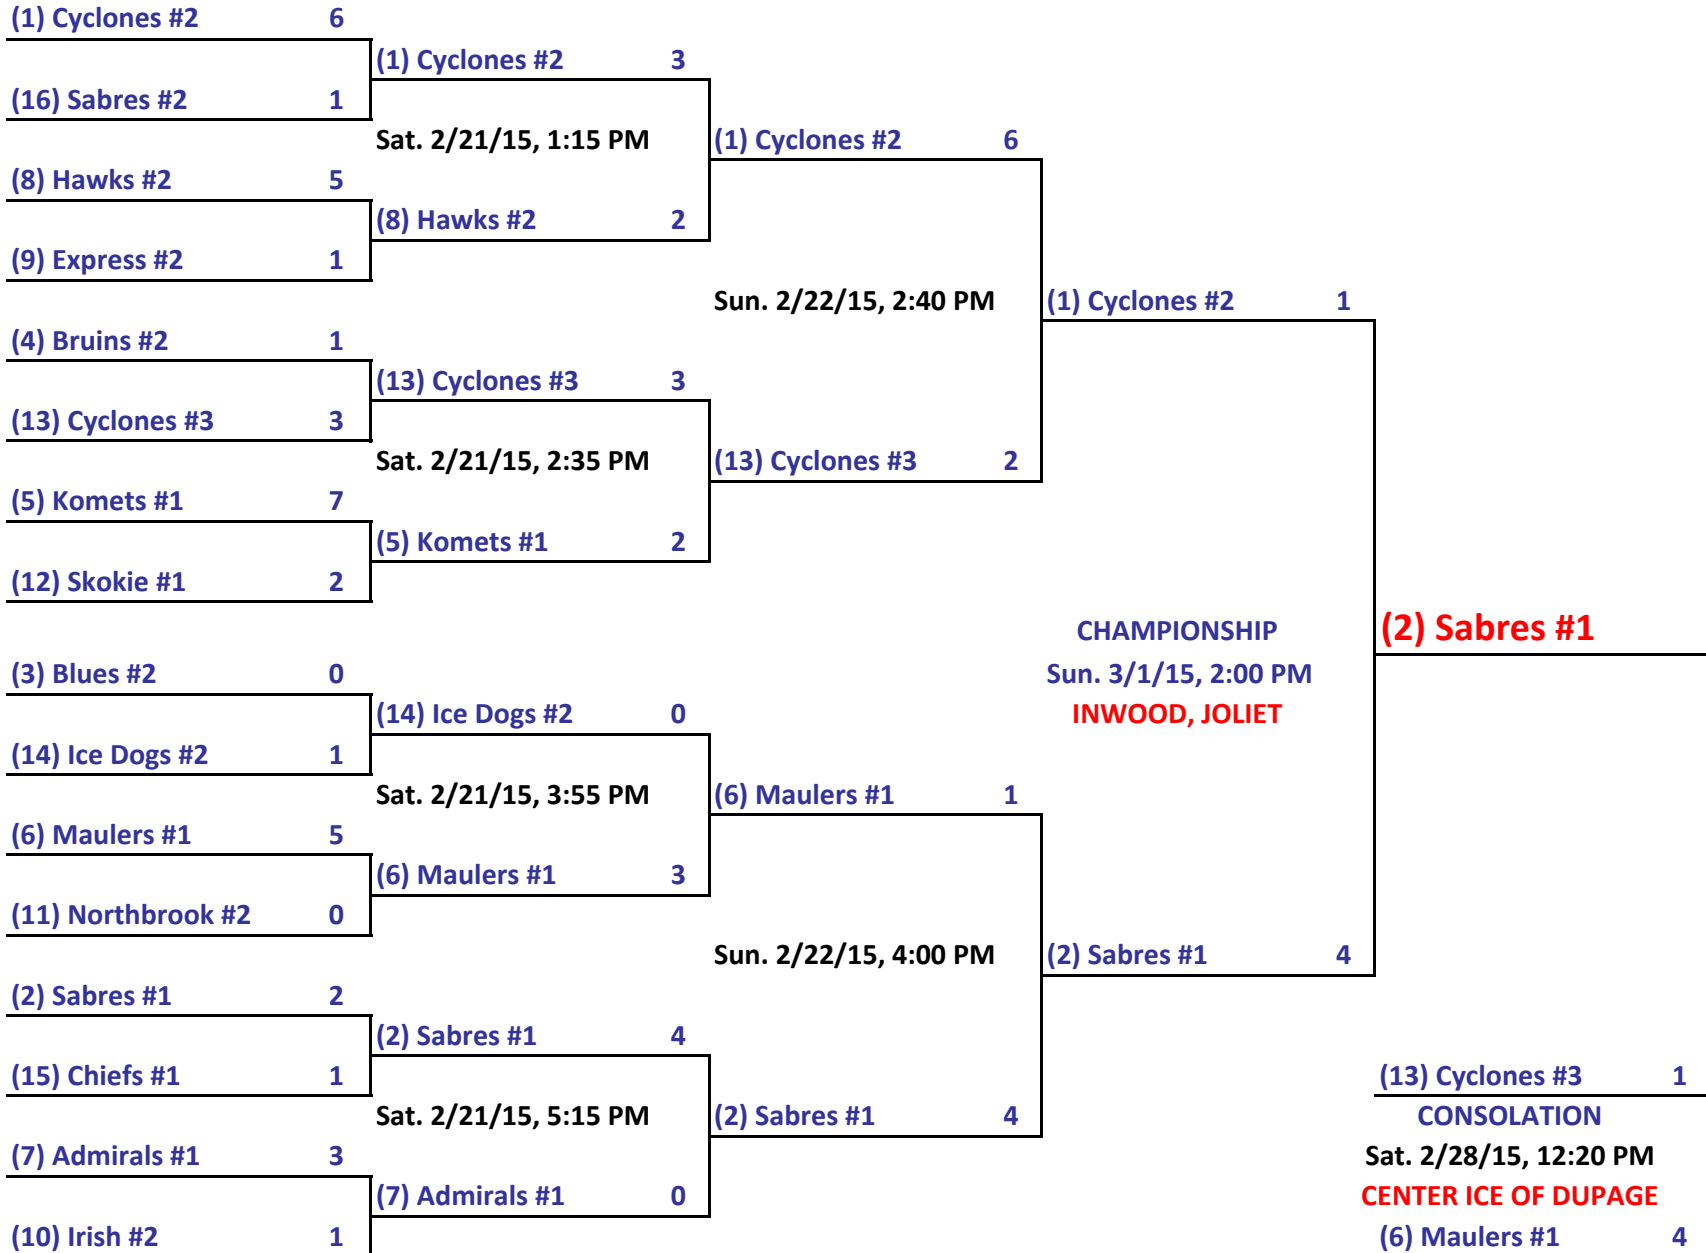 (1) Cyclones #2 6
(1) Cyclones #2 3
(16) Sabres #2 1
Sat. 2/21/15, 1:15 PM
(1) Cyclones #2 6
(8) Hawks #2 5
(8) Hawks #2 2
(9) Express #2 1
Sun. 2/22/15, 2:40 PM
(1) Cyclones #2 1
(4) Bruins #2 1
(13) Cyclones #3 3
(13) Cyclones #3 3
Sat. 2/21/15, 2:35 PM
(13) Cyclones #3 2
(5) Komets #1 7
(5) Komets #1 2
(12) Skokie #1 2
CHAMPIONSHIP
(2) Sabres #1
(3) Blues #2 0
Sun. 3/1/15, 2:00 PM
(14) Ice Dogs #2 0
INWOOD, JOLIET
(14) Ice Dogs #2 1
Sat. 2/21/15, 3:55 PM
(6) Maulers #1 1
(6) Maulers #1 5
(6) Maulers #1 3
(11) Northbrook #2 0
Sun. 2/22/15, 4:00 PM
(2) Sabres #1 4
(2) Sabres #1 2
(2) Sabres #1 4
(15) Chiefs #1 1
(13) Cyclones #3 1
Sat. 2/21/15, 5:15 PM
(2) Sabres #1 4
CONSOLATION
(7) Admirals #1 3
Sat. 2/28/15, 12:20 PM
(7) Admirals #1 0
CENTER ICE OF DUPAGE
(10) Irish #2 1
(6) Maulers #1 4